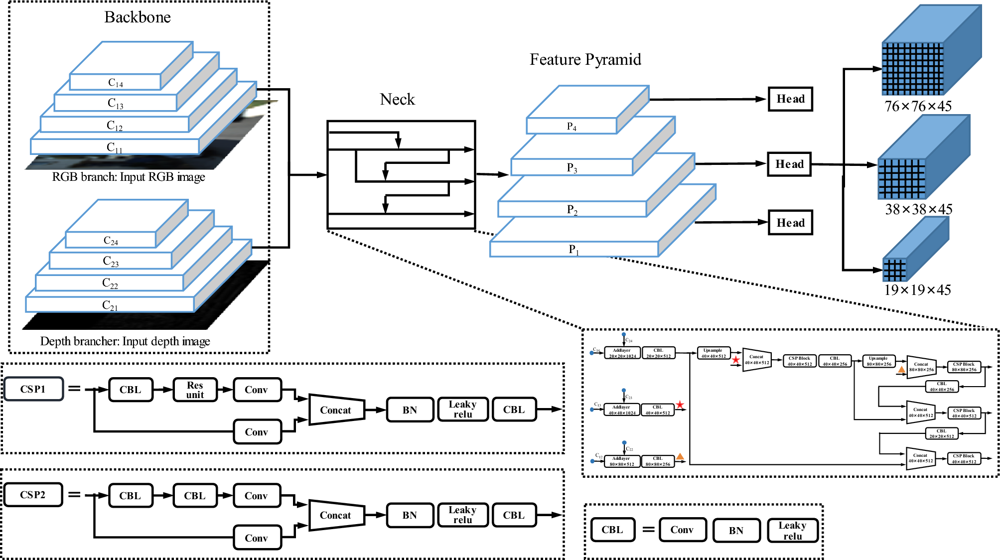 Backbone
C14
C13
C12
C11
RGB branch: Input RGB image
C24
C23
C22
C21
Depth brancher: Input depth image
Neck
Feature Pyramid
P4
P3
P2
P1
Head
Head
Head
76×76×45
38×38×45
19×19×45
CSP1
=
CBL
Res
unit
Conv
Conv
Concat
BN
Leaky
relu
CBL
CSP2
=
CBL
CBL
Conv
Conv
Concat
BN
Leaky
relu
CBL
C24
C14
Addlayer
20×20×1024
CBL
20×20×512
Upsample
40×40×512
Concat
40×40×512
CSP Block
40×40×512
CBL
40×40×256
Upsample
80×80×256
Concat
80×80×256
CSP Block
80×80×256
CBL
40×40×256
C23
C13
Addlayer
40×40×1024
CBL
40×40×512
Concat
40×40×512
CSP Block
40×40×512
CBL
20×20×512
C22
C12
Addlayer
80×80×512
CBL
80×80×256
Concat
40×40×512
CSP Block
40×40×512
CBL
=
Conv
BN
Leaky
relu